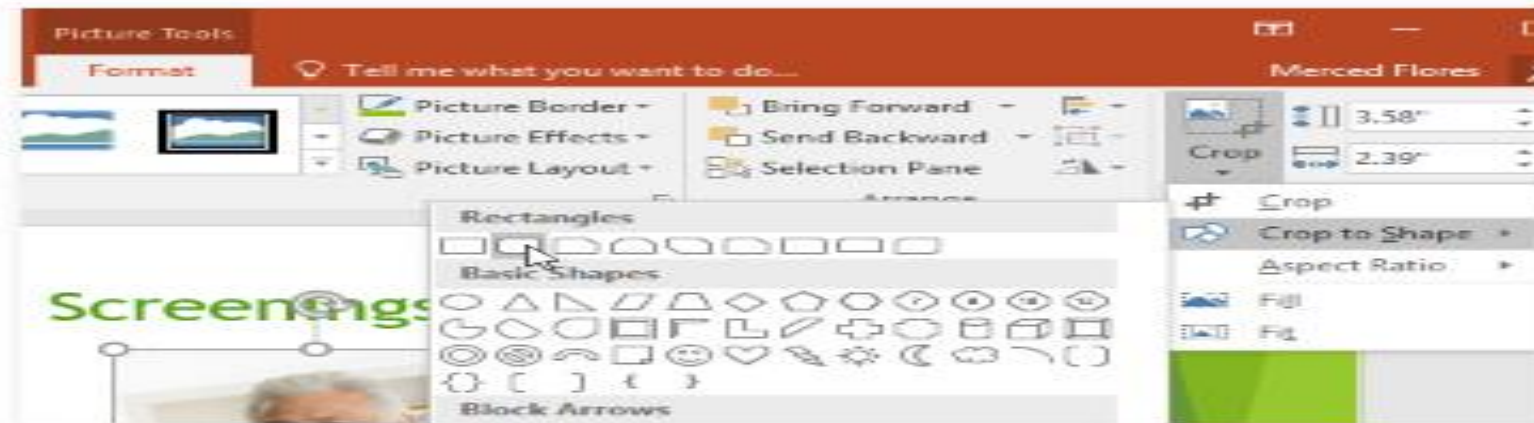 Picture Tools
Format
Tell me what you want to do...
Merced Flores
Picture Border
Bring Forward
3.58"
Picture Effects
Send Backward
Crop
2.39"
Picture Layout
Selection Pane
Arrange
Crop
Rectangles
Crop to Shape
Basic Shapes
Aspect Ratio
Screenings
Fill
Fit
Block Arrows